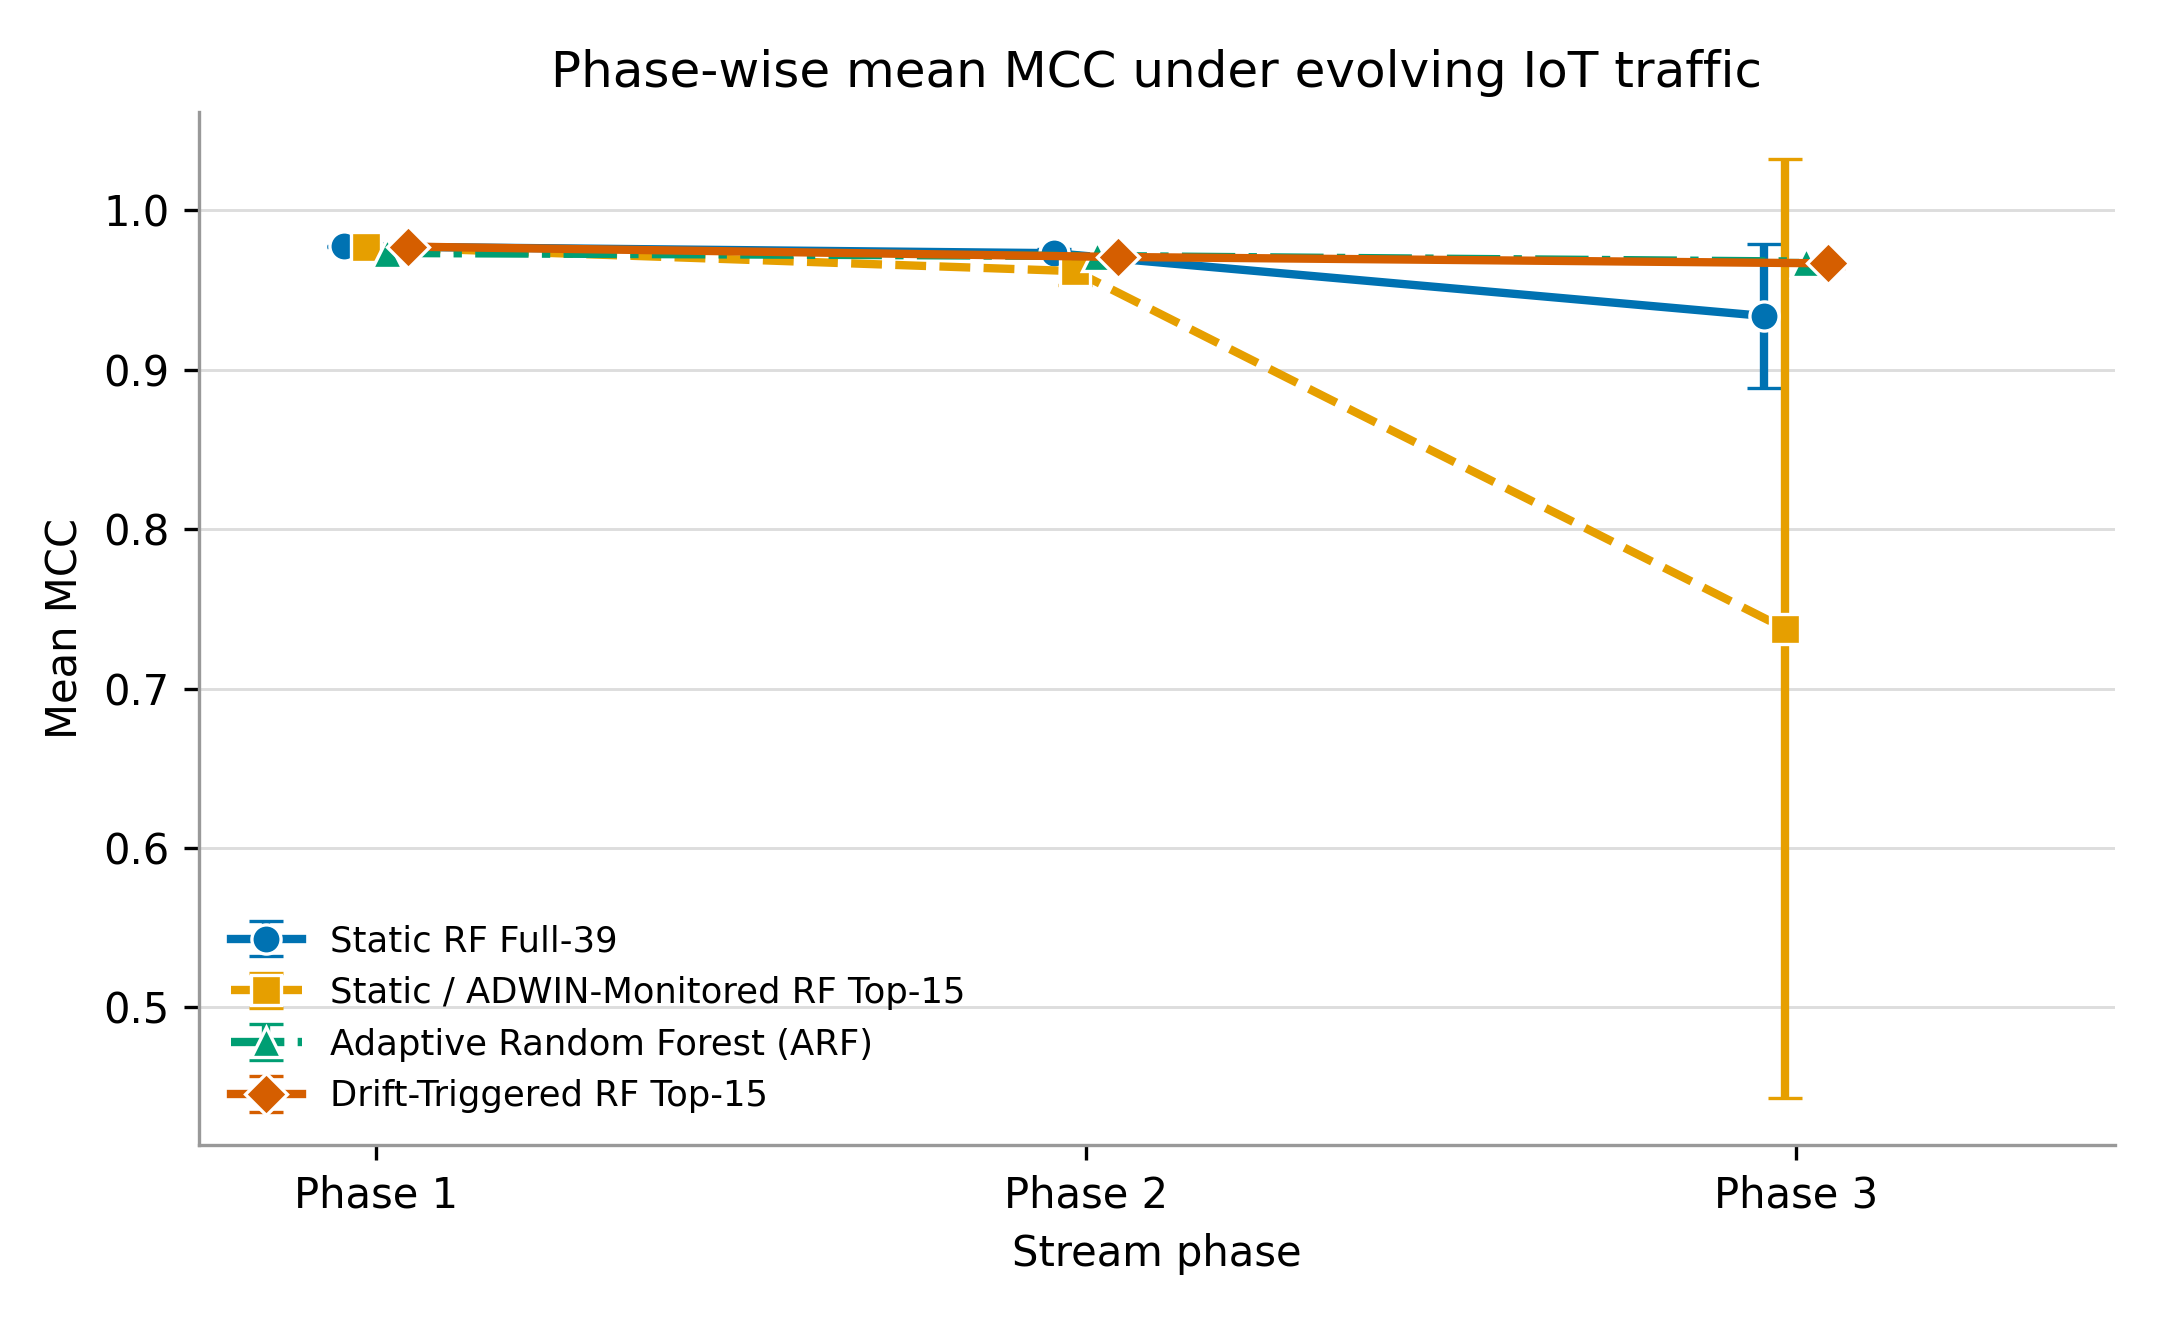 Phase-wise mean MCC under evolving IoT traffic
Mean MCC
1.0
0.9
0.8
0.7
0.6
0.5
Static RF Full-39
Static / ADWIN-Monitored RF Top-15
Adaptive Random Forest (ARF)
Drift-Triggered RF Top-15
Phase 1
Phase 2
Phase 3
Stream phase